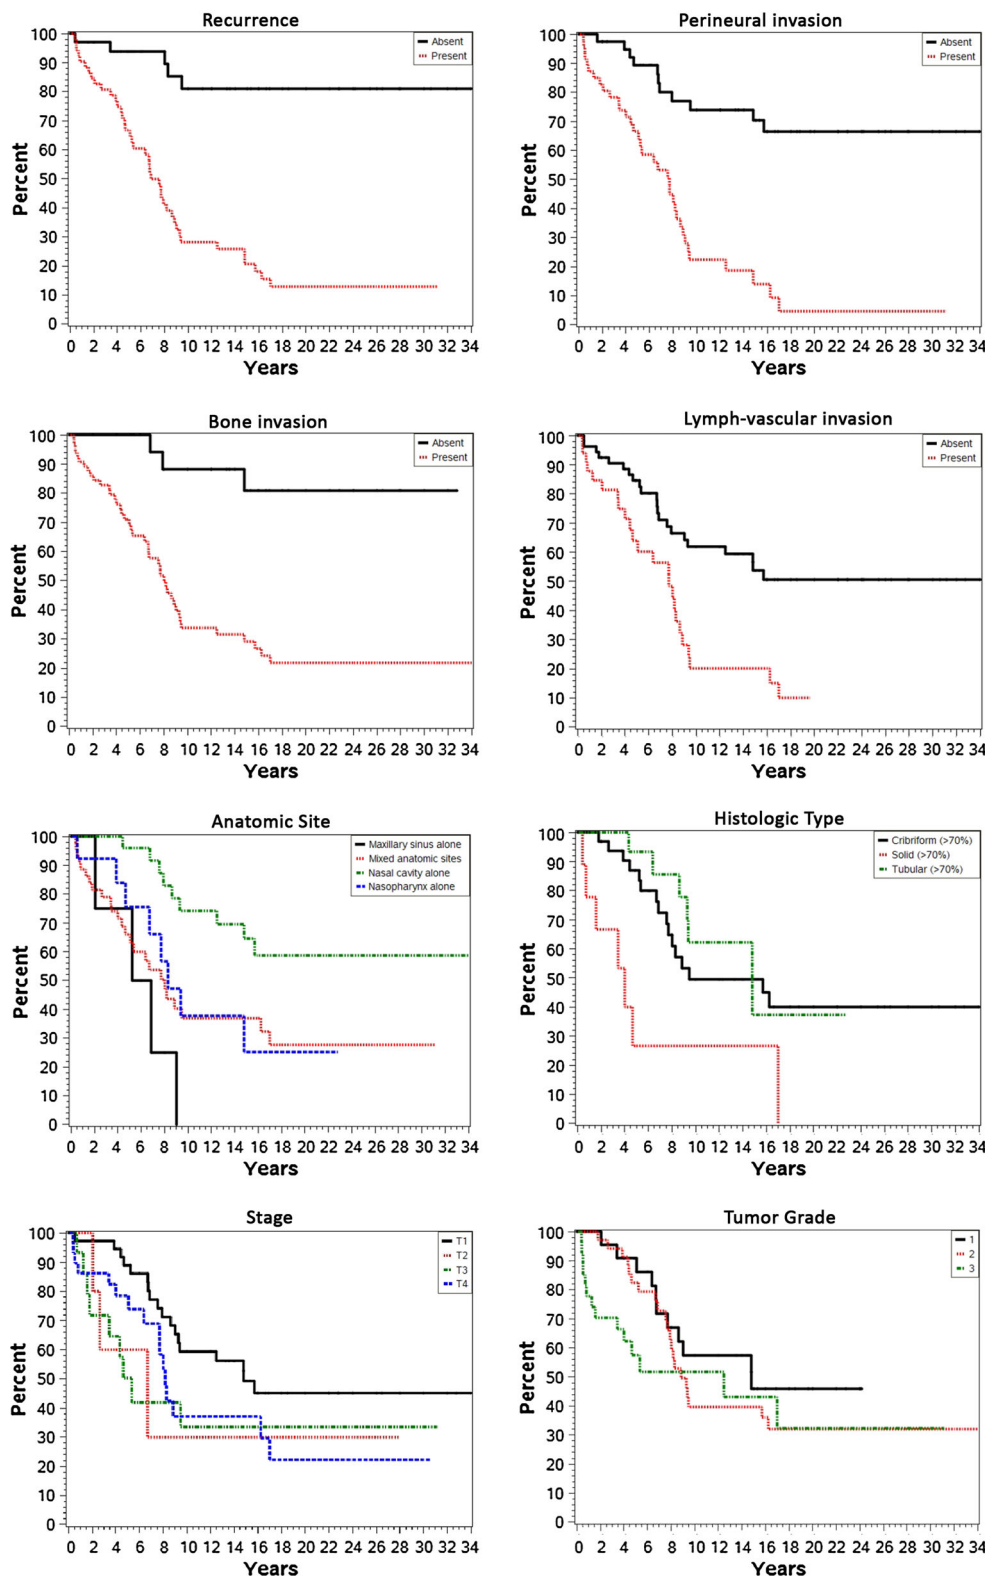 Recurrence
100
90
80
70
60
50
40
30
20
10
0
Percent
Absent
Present
0 2 4 6 8 10 12 14 16 18 20 22 24 26 28 30 32 34
Years
Perineural invasion
100
90
80
70
60
50
40
30
20
10
0
Percent
Absent
Present
0 2 4 6 8 10 12 14 16 18 20 22 24 26 28 30 32 34
Years
Bone invasion
100
90
80
70
60
50
40
30
20
10
0
Percent
Absent
Present
0 2 4 6 8 10 12 14 16 18 20 22 24 26 28 30 32 34
Years
Lymph-vascular invasion
100
90
80
70
60
50
40
30
20
10
0
Percent
Absent
Present
0 2 4 6 8 10 12 14 16 18 20 22 24 26 28 30 32 34
Years
Anatomic Site
100
90
80
70
60
50
40
30
20
10
0
Percent
Maxillary sinus alone
Mixed anatomic sites
Nasal cavity alone
Nasopharynx alone
0 2 4 6 8 10 12 14 16 18 20 22 24 26 28 30 32 34
Years
Histologic Type
100
90
80
70
60
50
40
30
20
10
0
Percent
Cribriform (>70%)
Solid (>70%)
Tubular (>70%)
0 2 4 6 8 10 12 14 16 18 20 22 24 26 28 30 32 34
Years
Stage
100
90
80
70
60
50
40
30
20
10
0
Percent
T1
T2
T3
T4
0 2 4 6 8 10 12 14 16 18 20 22 24 26 28 30 32 34
Years
Tumor Grade
100
90
80
70
60
50
40
30
20
10
0
Percent
1
2
3
0 2 4 6 8 10 12 14 16 18 20 22 24 26 28 30 32 34
Years